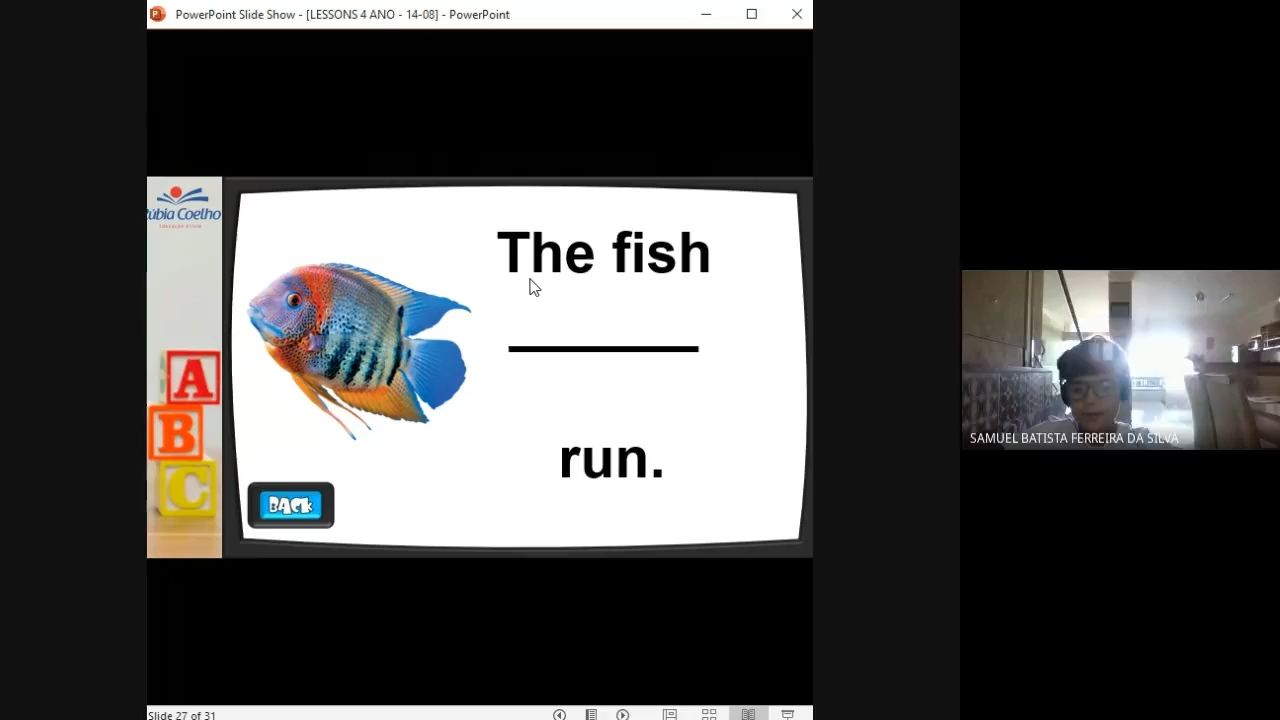 PowerPoint Slide Show - [LESSONS 4 ANO - 14-08] - PowerPoint
Rúbia Coelho
The fish
run.
A
B
C
BACK
SAMUEL BATISTA FERREIRA DA SILVA
Slide 27 of 31